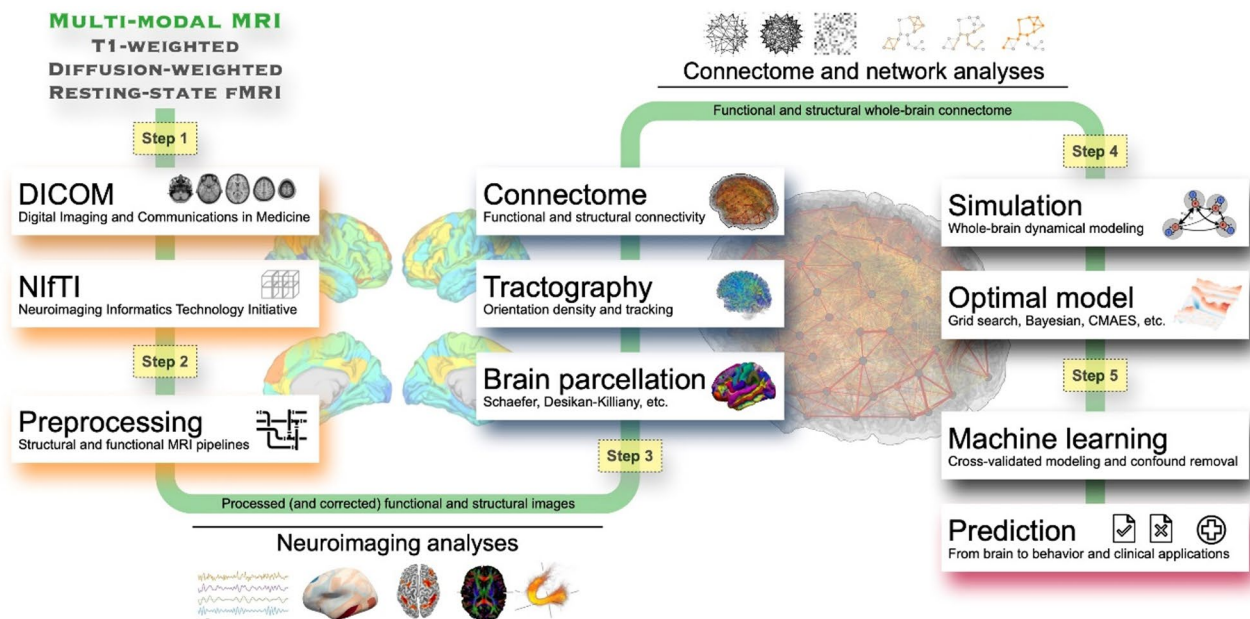 MULTI-MODAL MRI
T1-WEIGHTED
DIFFUSION-WEIGHTED
RESTING-STATE FMRI
Step 1
DICOM
Digital Imaging and Communications in Medicine
NIfTI
Neuroimaging Informatics Technology Initiative
Step 2
Preprocessing
Structural and functional MRI pipelines
Processed (and corrected) functional and structural images
Neuroimaging analyses
Step 3
Brain parcellation
Schaefer, Desikan-Killiany, etc.
Tractography
Orientation density and tracking
Connectome
Functional and structural connectivity
Functional and structural whole-brain connectome
Connectome and network analyses
Step 4
Simulation
Whole-brain dynamical modeling
Optimal model
Grid search, Bayesian, CMAES, etc.
Step 5
Machine learning
Cross-validated modeling and confound removal
Prediction
From brain to behavior and clinical applications